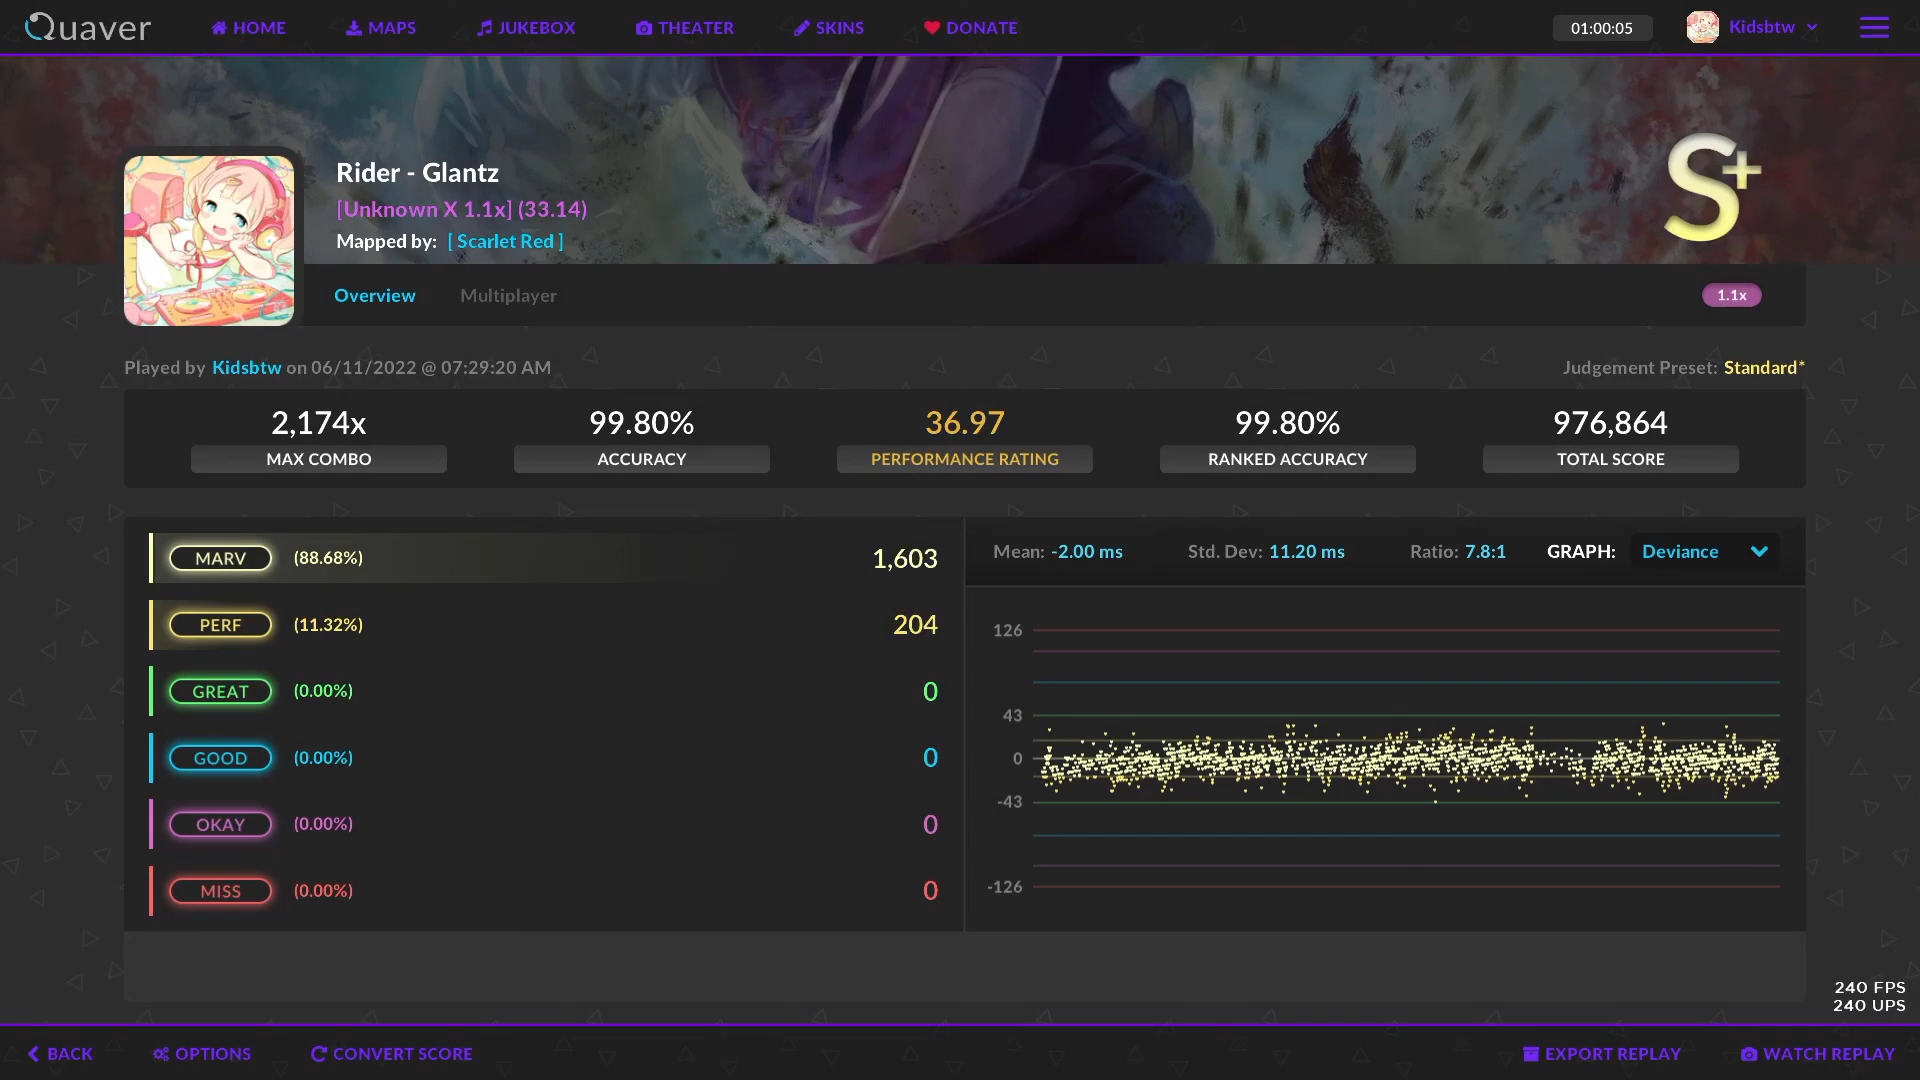 Quaver HOME MAPS JUKEBOX THEATER SKINS DONATE 01:00:05 Kidsbtw
Rider - Glantz
[Unknown X 1.1x] (33.14)
Mapped by: [ Scarlet Red ]
S+
Overview Multiplayer 1.1x
Played by Kidsbtw on 06/11/2022 @ 07:29:20 AM Judgement Preset: Standard*
2,174x 99.80% 36.97 99.80% 976,864
MAX COMBO ACCURACY PERFORMANCE RATING RANKED ACCURACY TOTAL SCORE
MARV (88.68%) 1,603
PERF (11.32%) 204
GREAT (0.00%) 0
GOOD (0.00%) 0
OKAY (0.00%) 0
MISS (0.00%) 0
Mean: -2.00 ms Std. Dev: 11.20 ms Ratio: 7.8:1 GRAPH: Deviance
126
43
0
-43
-126
240 FPS
240 UPS
BACK OPTIONS CONVERT SCORE EXPORT REPLAY WATCH REPLAY